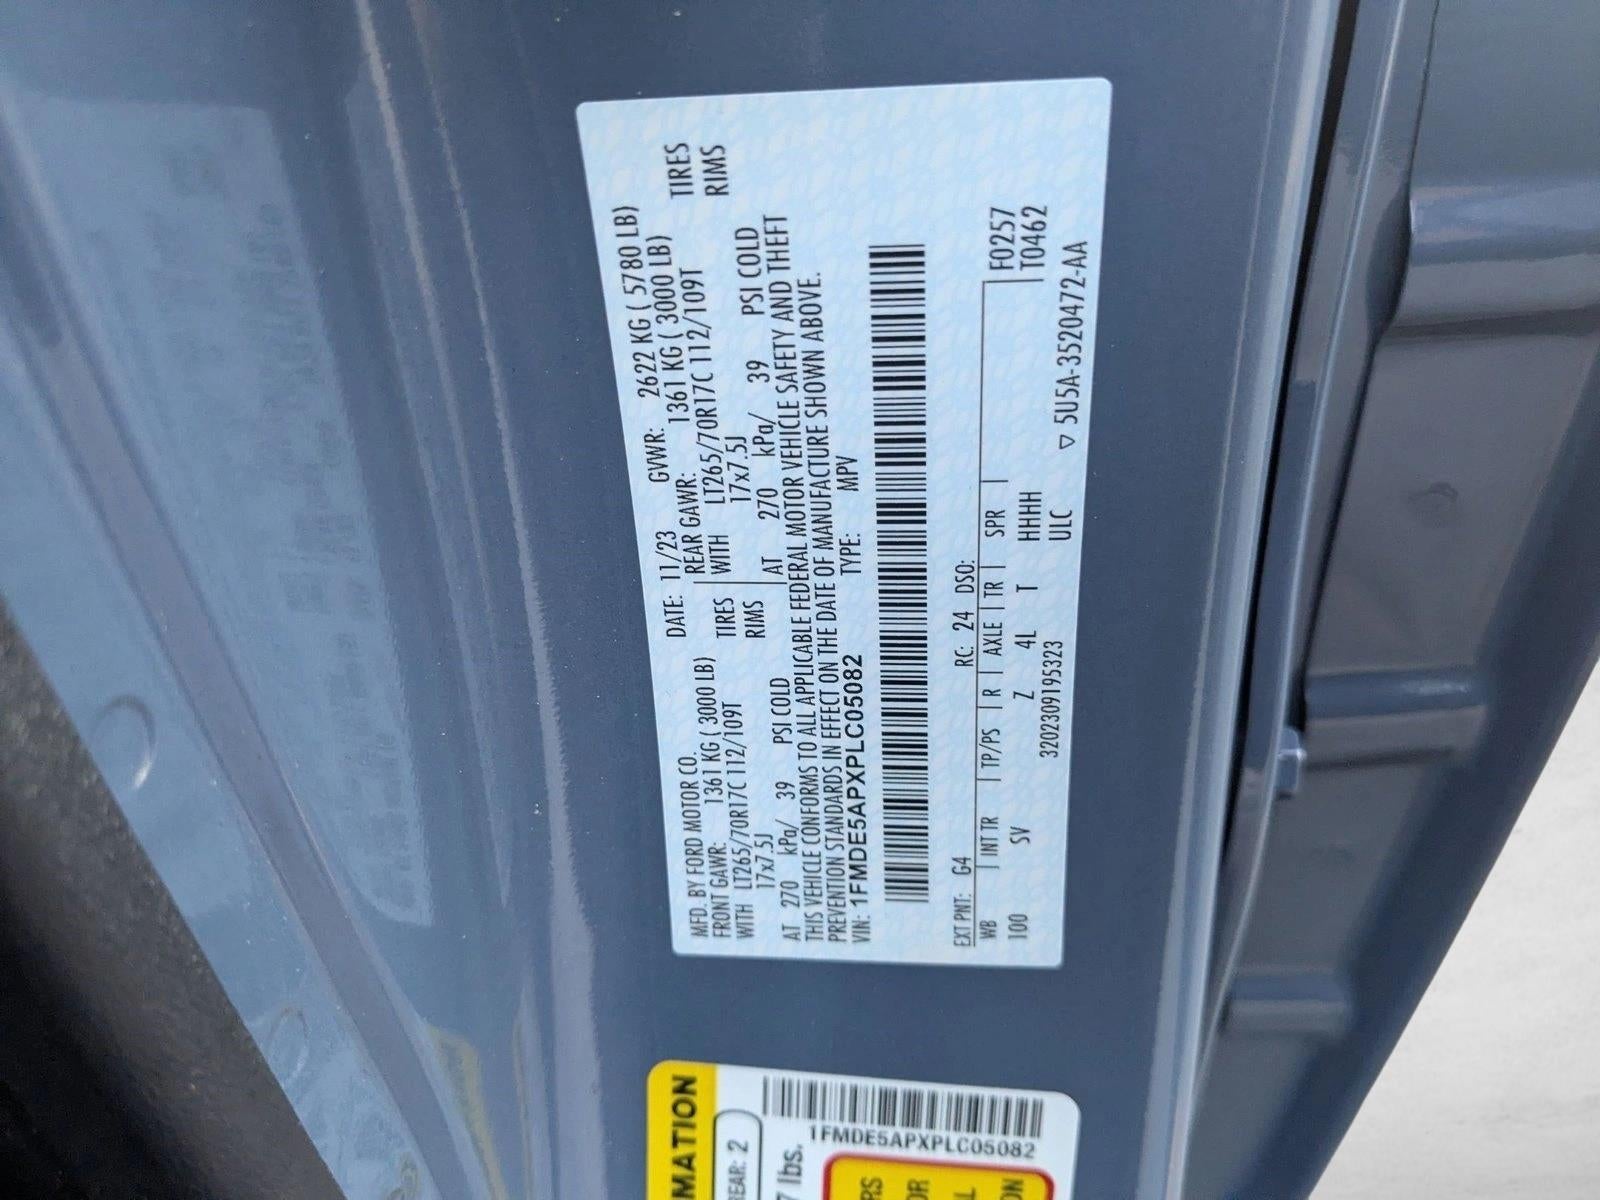 MFD. BY FORD MOTOR CO. DATE: 11/23 GVWR: 2622 KG ( 5780 LB)
FRONT GAWR: 1361 KG ( 3000 LB) REAR GAWR: 1361 KG ( 3000 LB)
WITH LT265/70R17C 112/109T TIRES WITH LT265/70R17C 112/109T TIRES
17x7.5J RIMS 17x7.5J RIMS
AT 270 kPa/ 39 PSI COLD AT 270 kPa/ 39 PSI COLD
THIS VEHICLE CONFORMS TO ALL APPLICABLE FEDERAL MOTOR VEHICLE SAFETY AND THEFT
PREVENTION STANDARDS IN EFFECT ON THE DATE OF MANUFACTURE SHOWN ABOVE.
VIN: 1FMDE5APXPLC05082 TYPE: MPV
EXT PNT: G4 RC: 24 DSO:
WB INT TR TP/PS R AXLE TR SPR F0257
100 SV Z 4L T HHHH T0462
3202309195323 ULC ▽ 5U5A-3520472-AA
MATION
REAR: 2
7 lbs.
1FMDE5APXPLC05082
RS
OR
L
ON